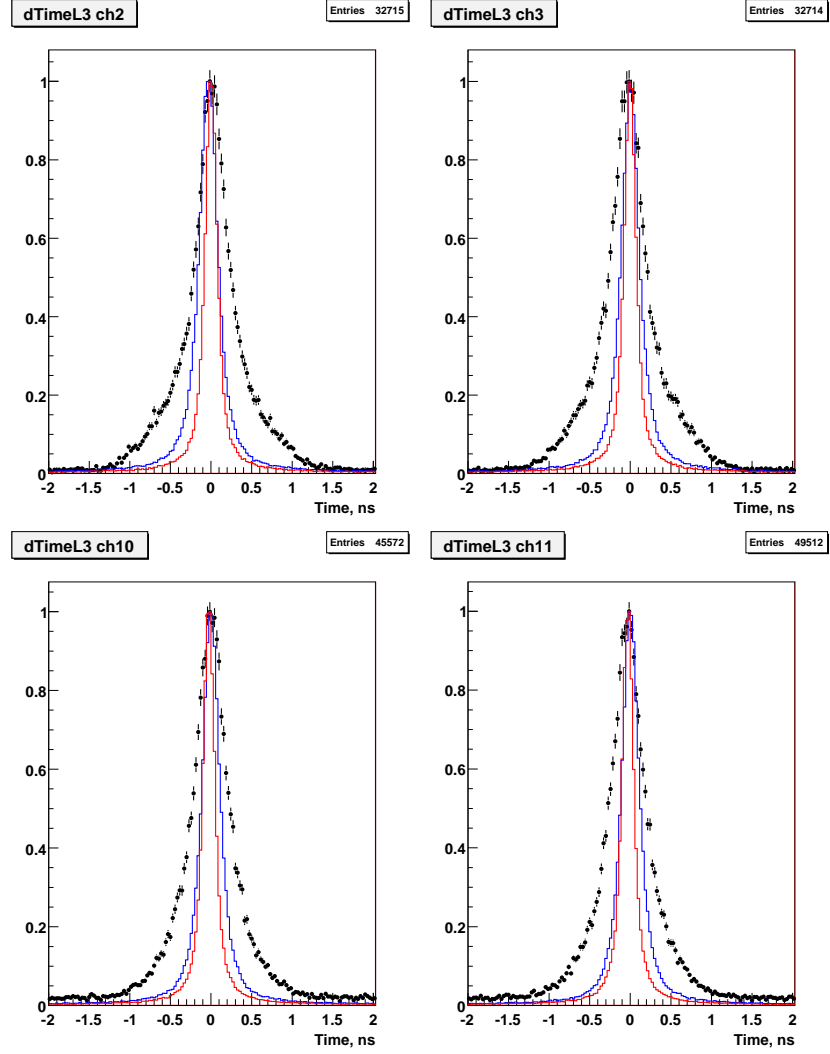 dTimeL3 ch2
Entries 32715
1
0.8
0.6
0.4
0.2
0
-2 -1.5 -1 -0.5 0 0.5 1 1.5 2
Time, ns
dTimeL3 ch3
Entries 32714
1
0.8
0.6
0.4
0.2
0
-2 -1.5 -1 -0.5 0 0.5 1 1.5 2
Time, ns
dTimeL3 ch10
Entries 45572
1
0.8
0.6
0.4
0.2
0
-2 -1.5 -1 -0.5 0 0.5 1 1.5 2
Time, ns
dTimeL3 ch11
Entries 49512
1
0.8
0.6
0.4
0.2
0
-2 -1.5 -1 -0.5 0 0.5 1 1.5 2
Time, ns